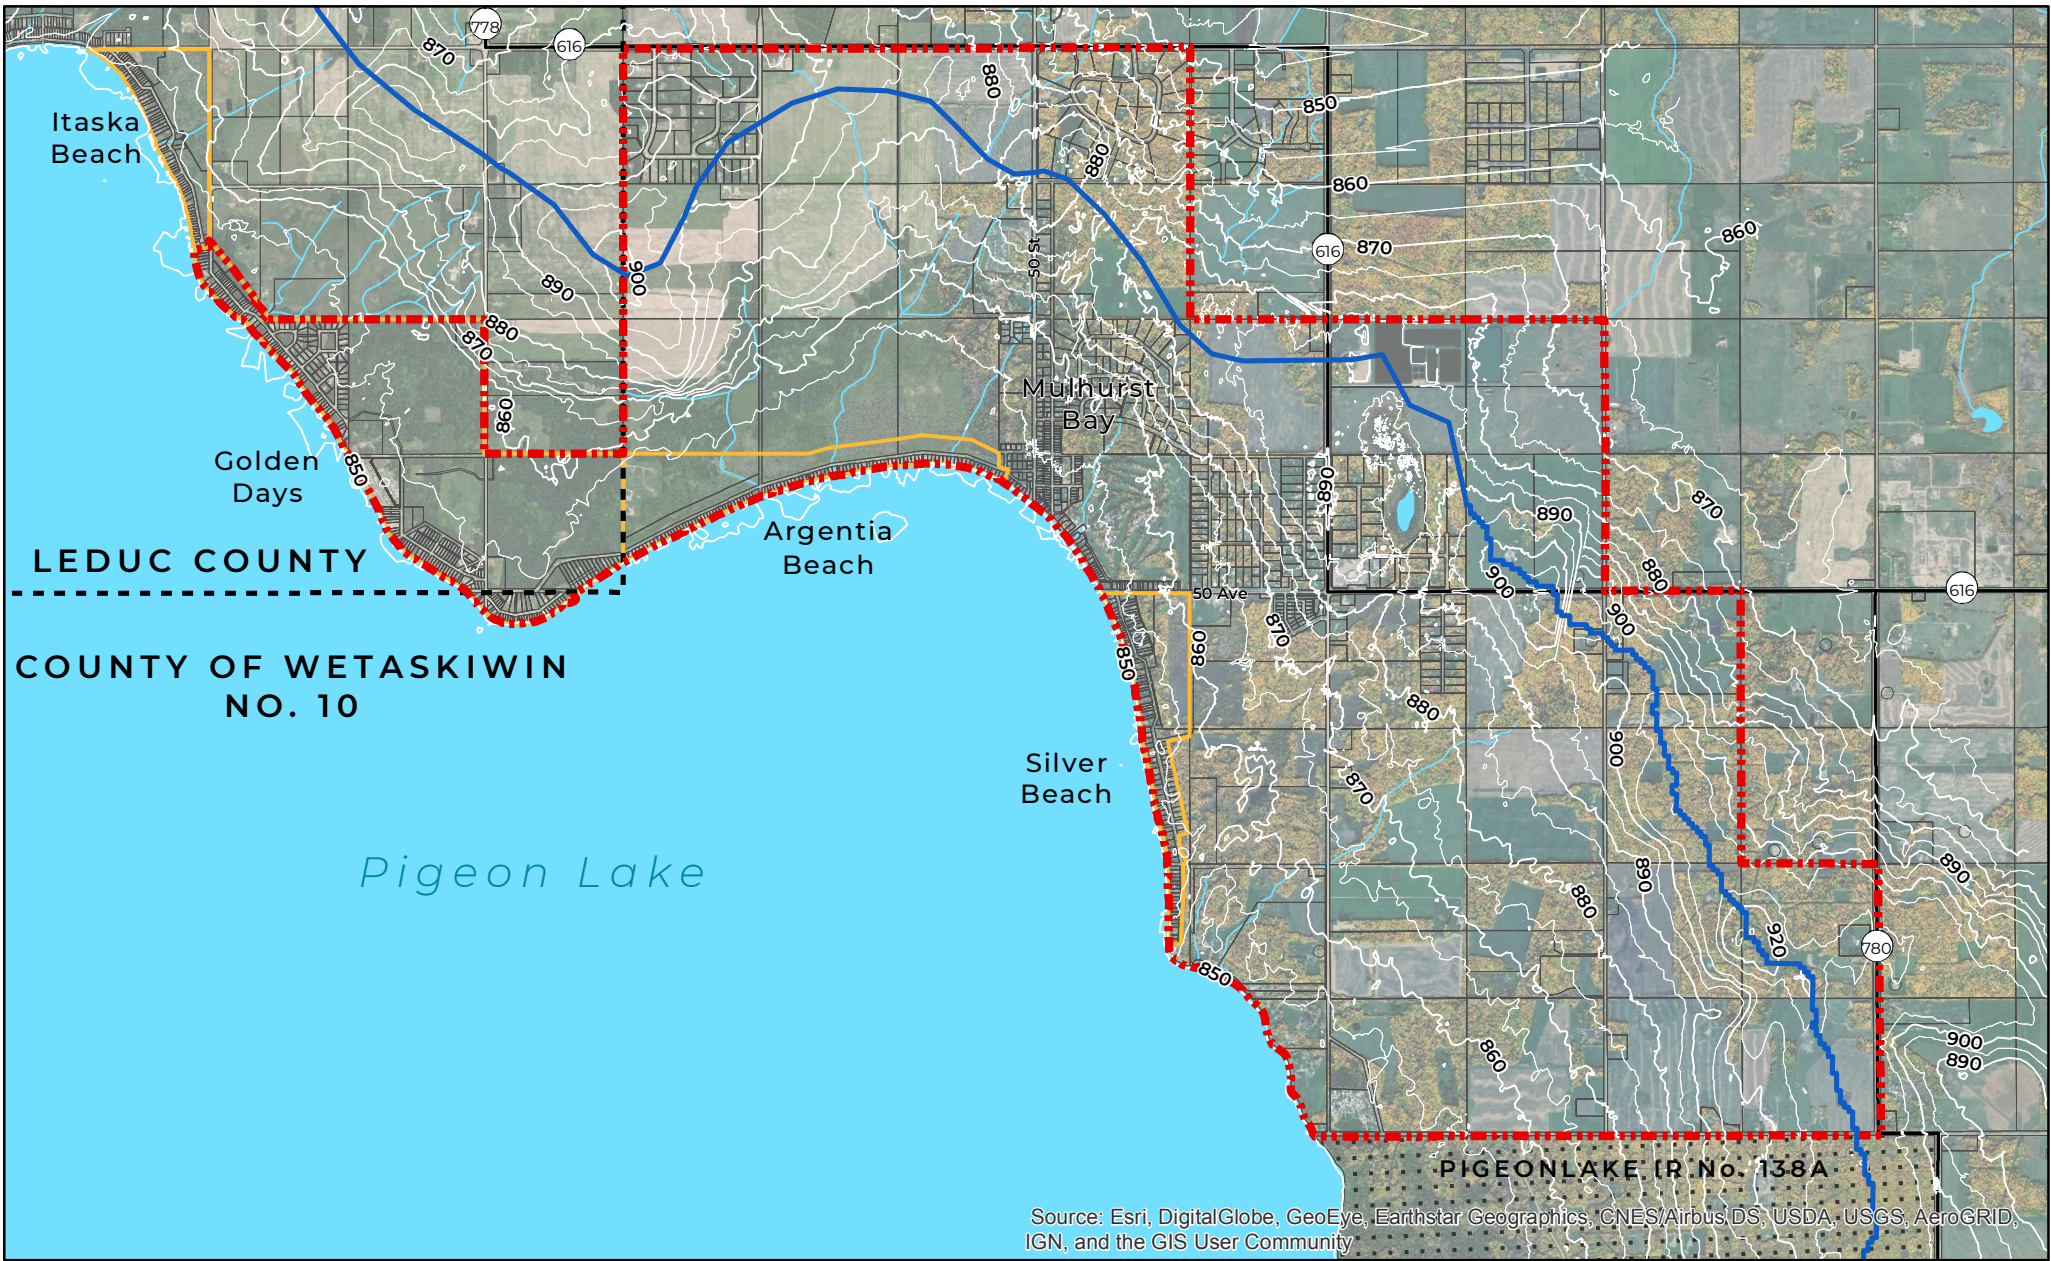 778
616
870
880
850
Itaska
Beach
880
860
860
616
870
50 St
900
890
880
870
860
Mulhurst
Bay
Golden
Days
850
890
870
890
Argentia
Beach
LEDUC COUNTY
900
880
616
50 Ave
900
870
860
850
COUNTY OF WETASKIWIN
NO. 10
880
900
Silver
Beach
870
Pigeon Lake
890
890
880
920
780
850
860
900
890
PIGEONLAKE IR No. 138A
Source: Esri, DigitalGlobe, GeoEye, Earthstar Geographics, CNES/Airbus DS, USDA, USGS, AeroGRID,
IGN, and the GIS User Community